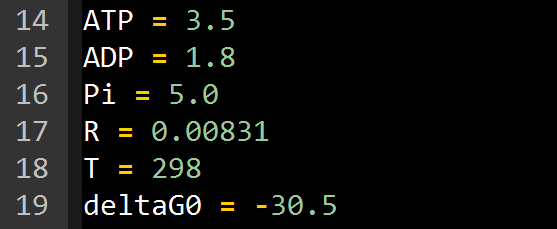 14 ATP = 3.5
15 ADP = 1.8
16 Pi = 5.0
17 R = 0.00831
18 T = 298
19 deltaG0 = -30.5